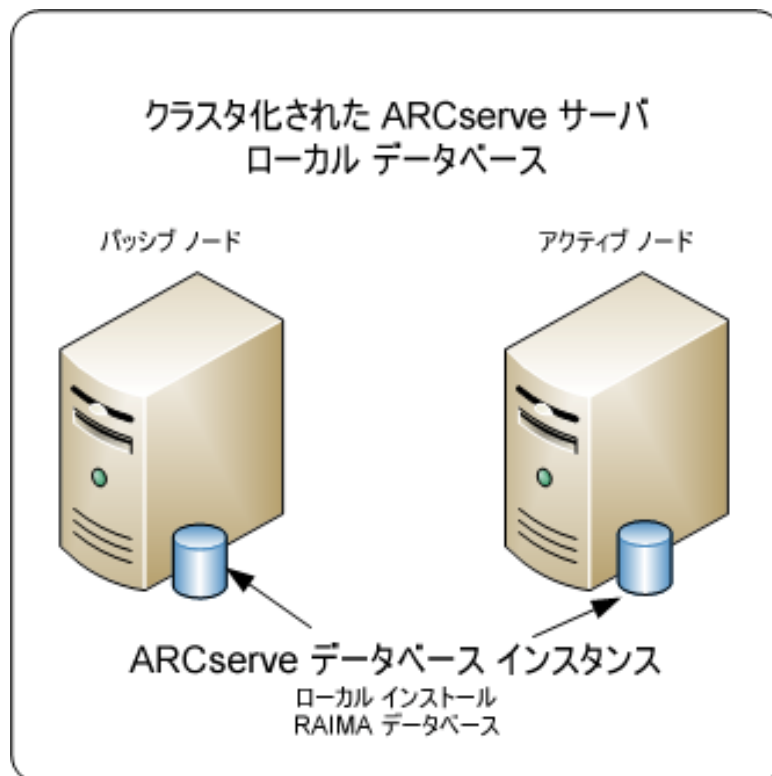 クラスタ化された ARCserve サーバ
ローカル データベース
パッシブ ノード
アクティブ ノード
ARCserve データベース インスタンス
ローカル インストール
RAIMA データベース